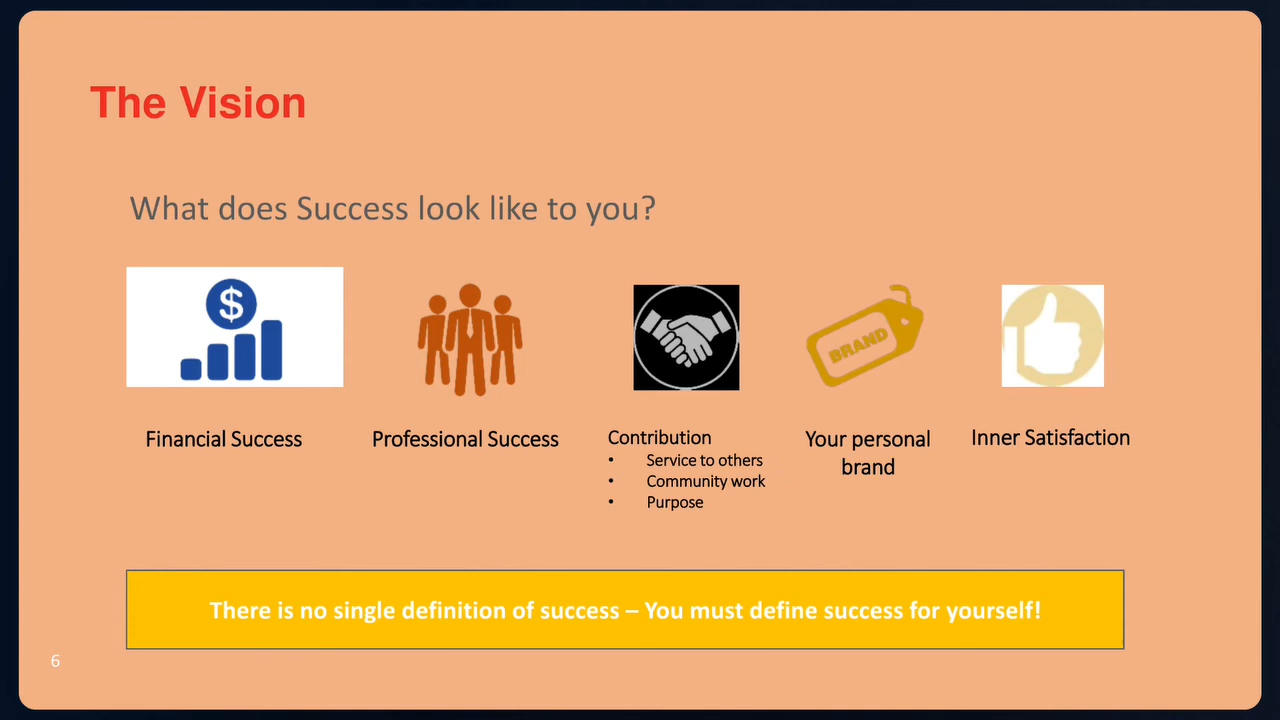 The Vision
What does Success look like to you?
$
BRAND
Financial Success
Professional Success
Contribution
• Service to others
• Community work
• Purpose
Your personal
brand
Inner Satisfaction
There is no single definition of success – You must define success for yourself!
6